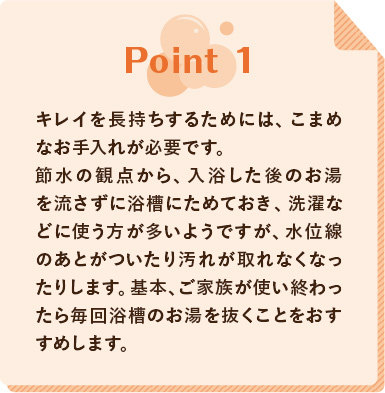 Point 1
キレイを長持ちするためには、こまめ
なお手入れが必要です。
節水の観点から、入浴した後のお湯
を流さずに浴槽にためておき、洗濯な
どに使う方が多いようですが、水位線
のあとがついたり汚れが取れなくなっ
たりします。基本、ご家族が使い終わっ
たら毎回浴槽のお湯を抜くことをおす
すめします。